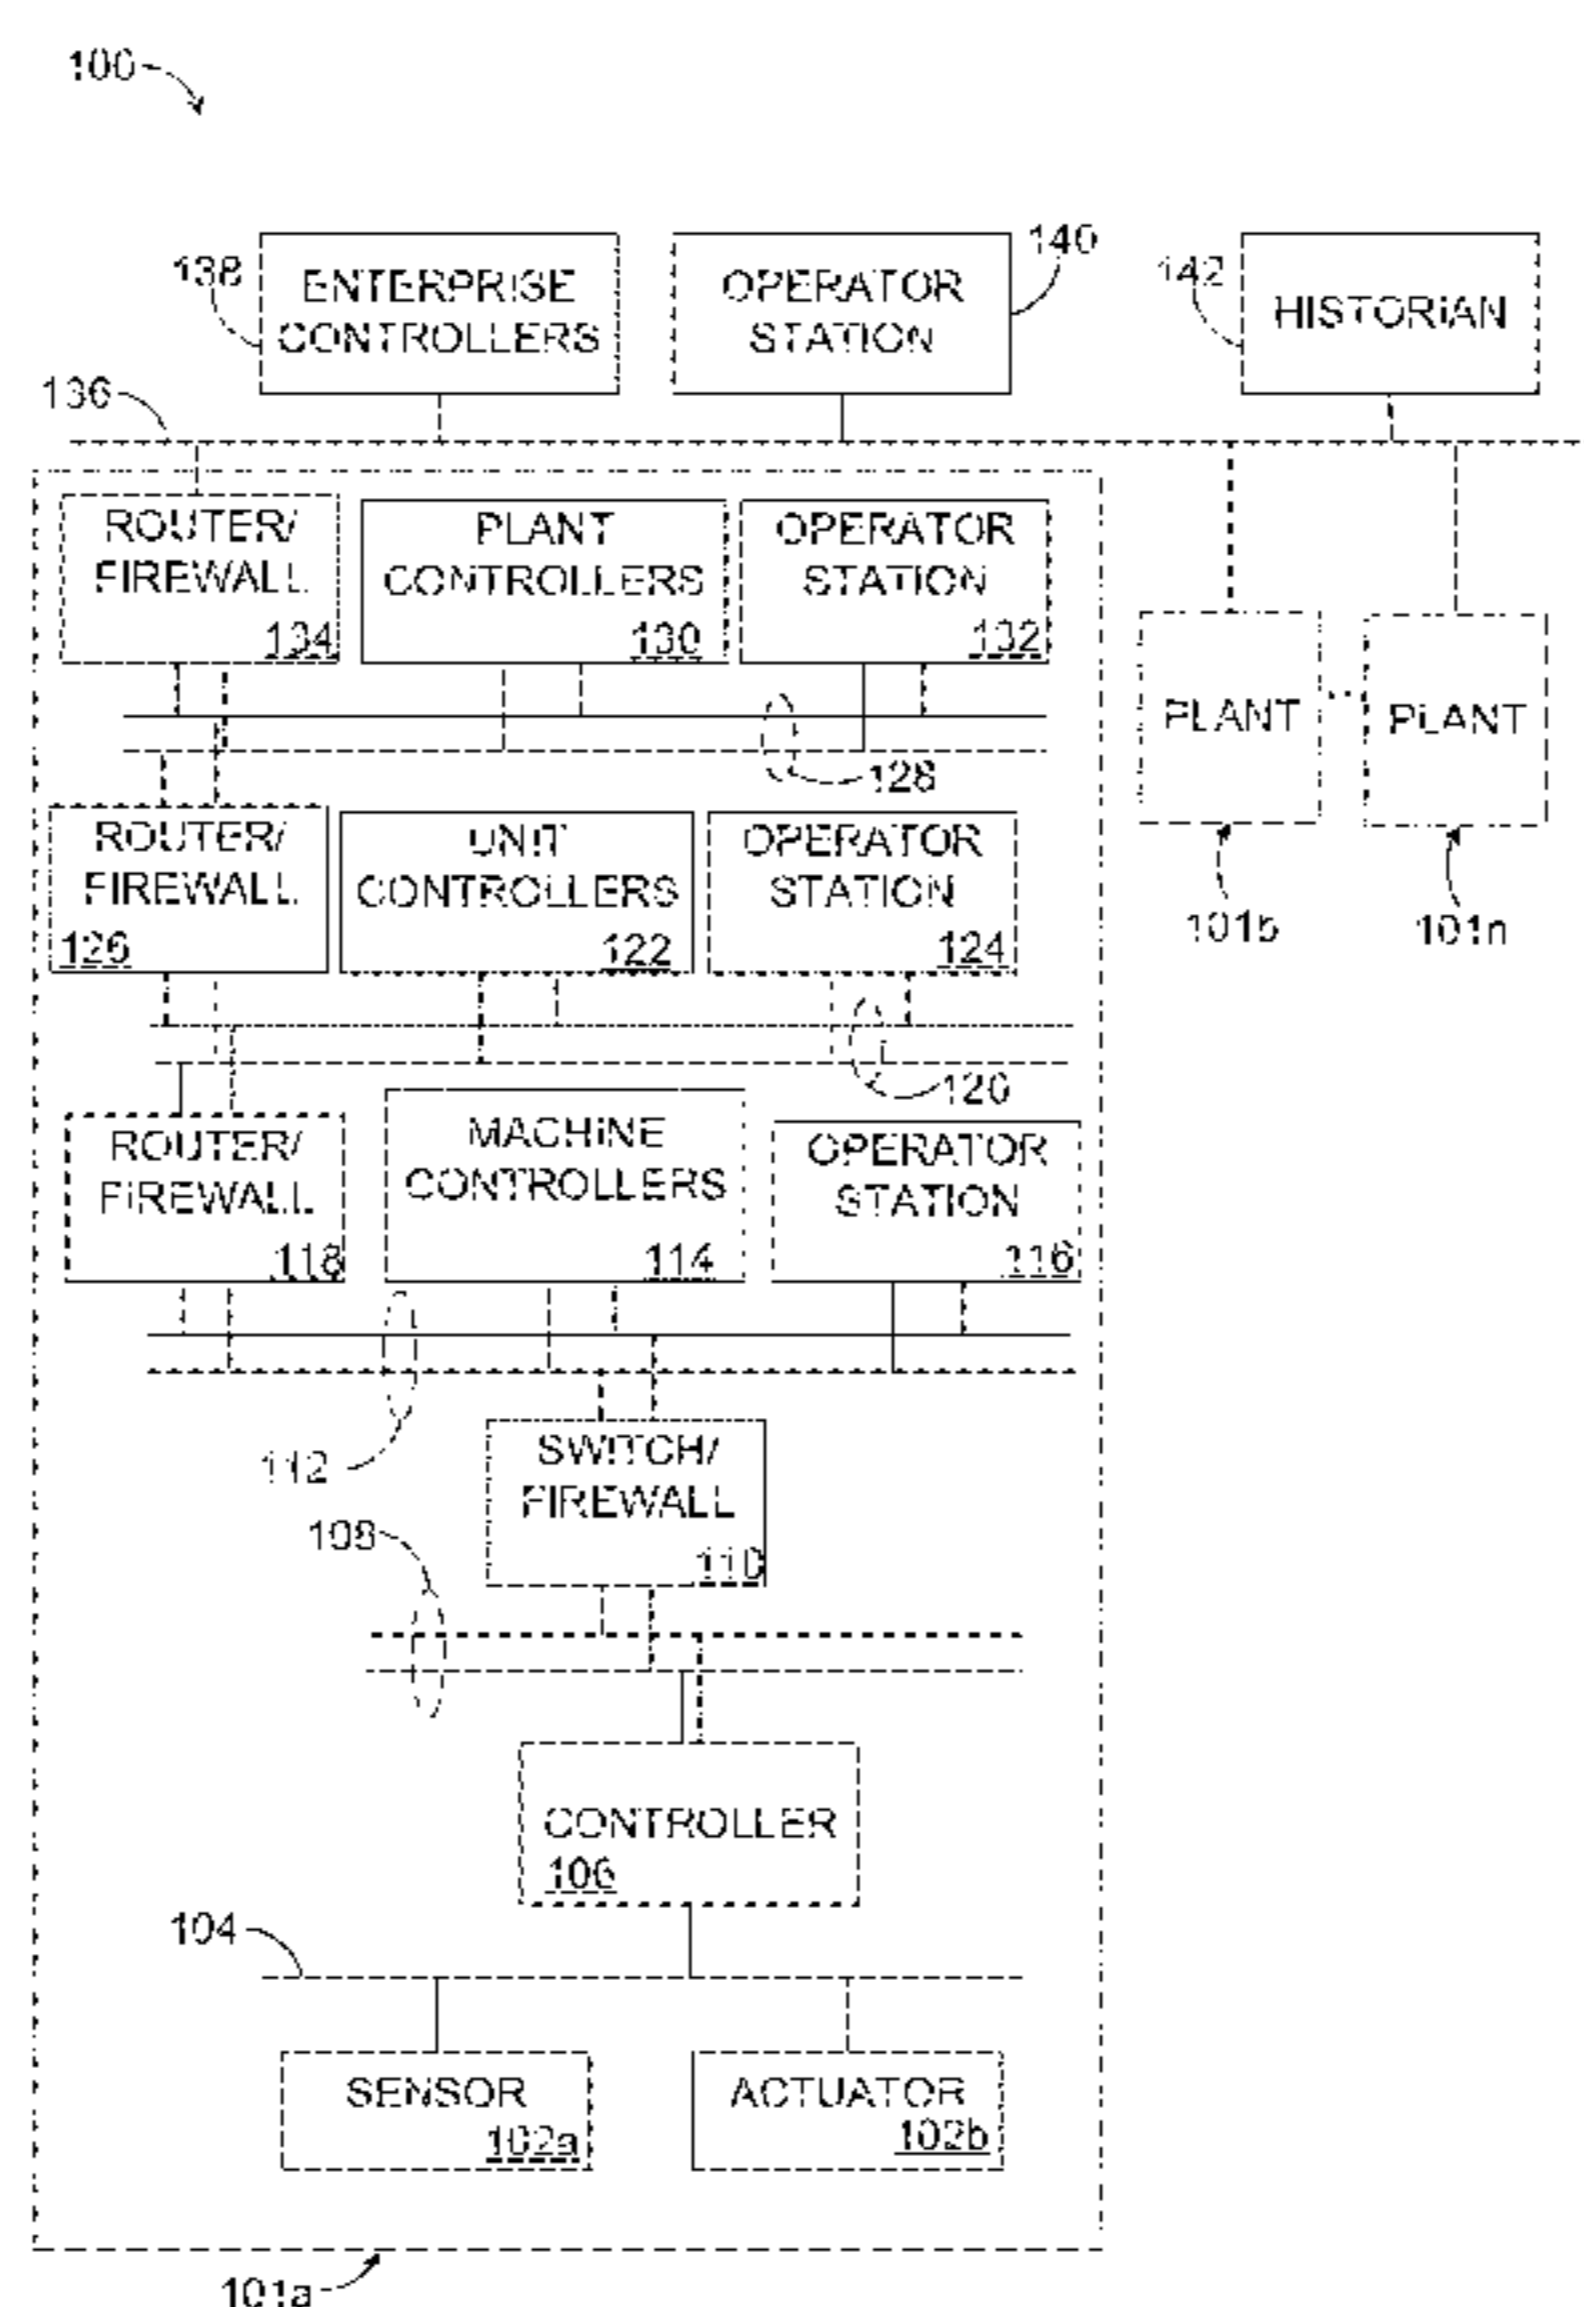 100
138
ENTERPRISE
CONTROLLERS
OPERATOR
STATION
140
142
HISTORIAN
136
ROUTER/
FIREWALL
134
PLANT
CONTROLLERS
130
OPERATOR
STATION
132
128
PLANT
PLANT
101b
101n
ROUTER/
FIREWALL
126
UNIT
CONTROLLERS
122
OPERATOR
STATION
124
120
ROUTER/
FIREWALL
118
MACHINE
CONTROLLERS
114
OPERATOR
STATION
116
112
SWITCH/
FIREWALL
110
108
CONTROLLER
106
104
SENSOR
102a
ACTUATOR
102b
101a